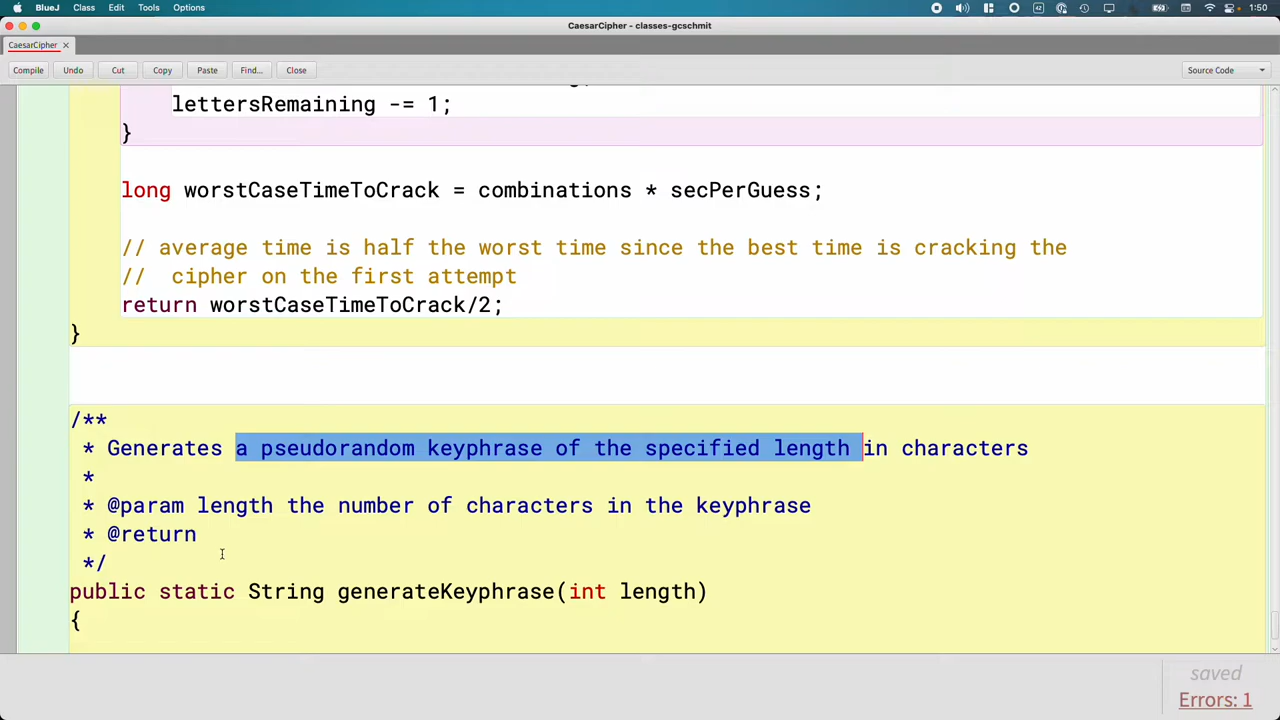 BlueJ Class Edit Tools Options 42 1:50
CaesarCipher - classes-gcschmit
CaesarCipher ×
Compile Undo Cut Copy Paste Find... Close Source Code
lettersRemaining -= 1;
}
long worstCaseTimeToCrack = combinations * secPerGuess;
// average time is half the worst time since the best time is cracking the
// cipher on the first attempt
return worstCaseTimeToCrack/2;
}
/**
* Generates a pseudorandom keyphrase of the specified length in characters
*
* @param length the number of characters in the keyphrase
* @return
*/
public static String generateKeyphrase(int length)
{
saved
Errors: 1